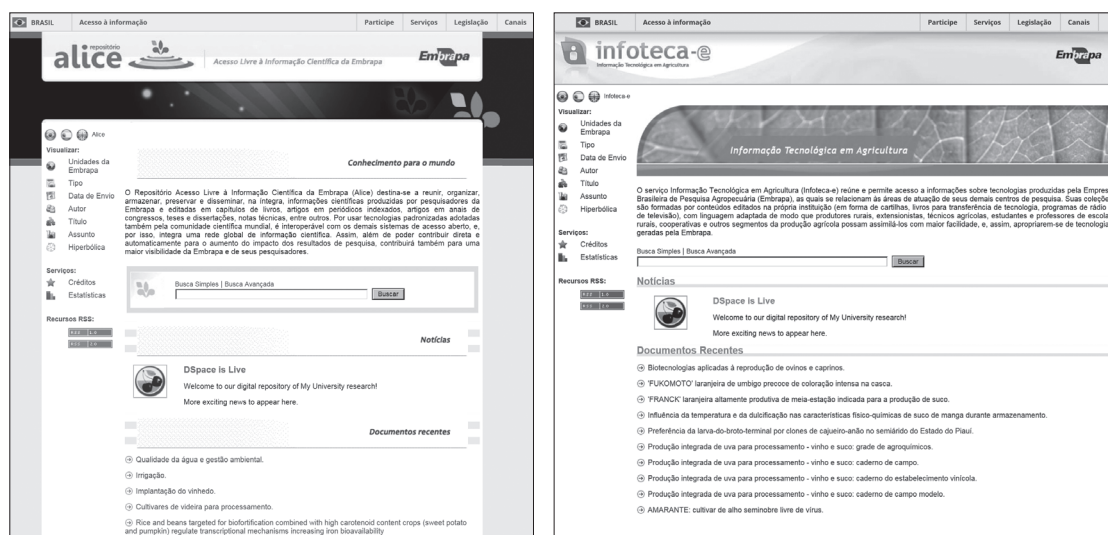 BRASIL
Acesso à informação
Participe
Serviços
Legislação
Canais
repositório
alice
Acesso Livre à Informação Científica da Embrapa
Embrapa
Alice
Visualizar:
Unidades da
Embrapa
Tipo
Data de Envio
Autor
Título
Assunto
Hiperbólica
Serviços:
Créditos
Estatísticas
Recursos RSS:
Conhecimento para o mundo
O Repositório Acesso Livre à Informação Científica da Embrapa (Alice) destina-se a reunir, organizar,
armazenar, preservar e disseminar, na íntegra, informações científicas produzidas por pesquisadores da
Embrapa e editadas em capítulos de livros, artigos em periódicos indexados, artigos em anais de
congressos, teses e dissertações, notas técnicas, entre outros. Por usar tecnologias padronizadas adotadas
também pela comunidade científica mundial, é interoperável com os demais sistemas de acesso aberto, e,
por isso, integra uma rede global de informação científica. Assim, além de poder contribuir direta e
automaticamente para o aumento do impacto dos resultados de pesquisa, contribuirá também para uma
maior visibilidade da Embrapa e de seus pesquisadores.
Busca Simples | Busca Avançada
Buscar
Notícias
DSpace is Live
Welcome to our digital repository of My University research!
More exciting news to appear here.
Documentos recentes
Qualidade da água e gestão ambiental.
Irrigação.
Implantação do vinhedo.
Cultivares de videira para processamento.
Rice and beans targeted for biofortification combined with high carotenoid content crops (sweet potato
and pumpkin) regulate transcriptional mechanisms increasing iron bioavailability
BRASIL
Acesso à informação
Participe
Serviços
Legislação
Canais
infoteca-e
Informação Tecnológica em Agricultura
Embrapa
Infoteca-e
Visualizar:
Unidades da
Embrapa
Tipo
Data de Envio
Autor
Título
Assunto
Hiperbólica
Serviços:
Créditos
Estatísticas
Recursos RSS:
Informação Tecnológica em Agricultura
O serviço Informação Tecnológica em Agricultura (Infoteca-e) reúne e permite acesso a informações sobre tecnologias produzidas pela Empres
Brasileira de Pesquisa Agropecuária (Embrapa), as quais se relacionam às áreas de atuação de seus demais centros de pesquisa. Suas coleçõe
são formadas por conteúdos editados na própria instituição (em forma de cartilhas, livros para transferência de tecnologia, programas de rádio
de televisão), com linguagem adaptada de modo que produtores rurais, extensionistas, técnicos agrícolas, estudantes e professores de escola
rurais, cooperativas e outros segmentos da produção agrícola possam assimilá-los com maior facilidade, e, assim, apropriarem-se de tecnologia
geradas pela Embrapa.
Busca Simples | Busca Avançada
Buscar
Notícias
DSpace is Live
Welcome to our digital repository of My University research!
More exciting news to appear here.
Documentos Recentes
Biotecnologias aplicadas à reprodução de ovinos e caprinos.
'FUKOMOTO' laranjeira de umbigo precoce de coloração intensa na casca.
'FRANCK' laranjeira altamente produtiva de meia-estação indicada para a produção de suco.
Influência da temperatura e da dulcificação nas características físico-químicas de suco de manga durante armazenamento.
Preferência da larva-do-broto-terminal por clones de cajueiro-anão no semiárido do Estado do Piauí.
Produção integrada de uva para processamento - vinho e suco: grade de agroquímicos.
Produção integrada de uva para processamento - vinho e suco: caderno de campo.
Produção integrada de uva para processamento - vinho e suco: caderno do estabelecimento vinícola.
Produção integrada de uva para processamento - vinho e suco: caderno de campo modelo.
AMARANTE: cultivar de alho seminobre livre de vírus.